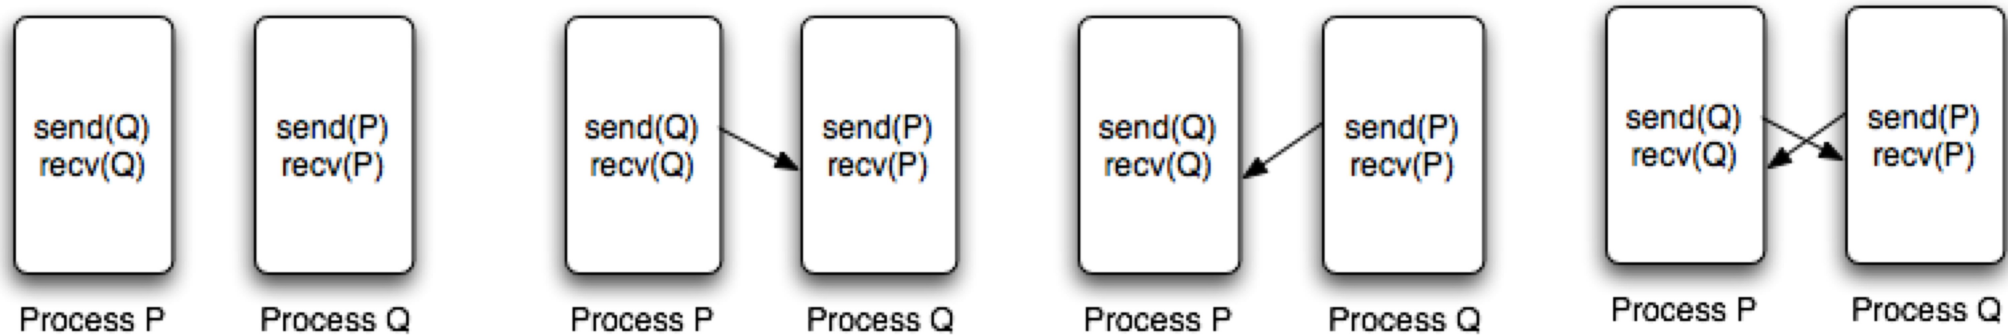 send(Q)
recv(Q)
Process P
send(P)
recv(P)
Process Q
send(Q)
recv(Q)
Process P
send(P)
recv(P)
Process Q
send(Q)
recv(Q)
Process P
send(P)
recv(P)
Process Q
send(Q)
recv(Q)
Process P
send(P)
recv(P)
Process Q